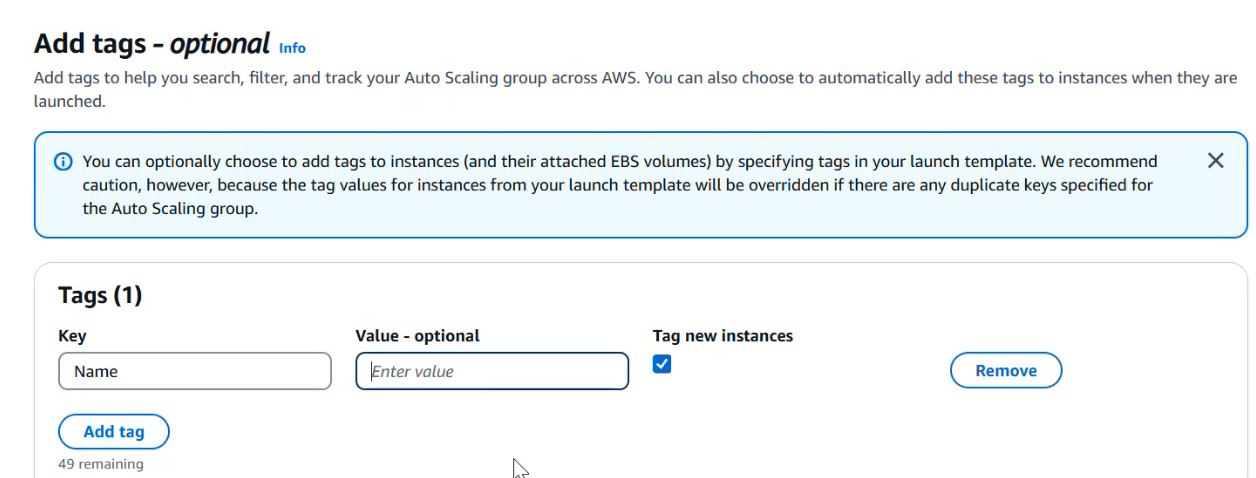 Add tags - optional Info
Add tags to help you search, filter, and track your Auto Scaling group across AWS. You can also choose to automatically add these tags to instances when they are
launched.
You can optionally choose to add tags to instances (and their attached EBS volumes) by specifying tags in your launch template. We recommend
caution, however, because the tag values for instances from your launch template will be overridden if there are any duplicate keys specified for
the Auto Scaling group.
Tags (1)
Key Value - optional Tag new instances
Name Enter value Remove
Add tag
49 remaining